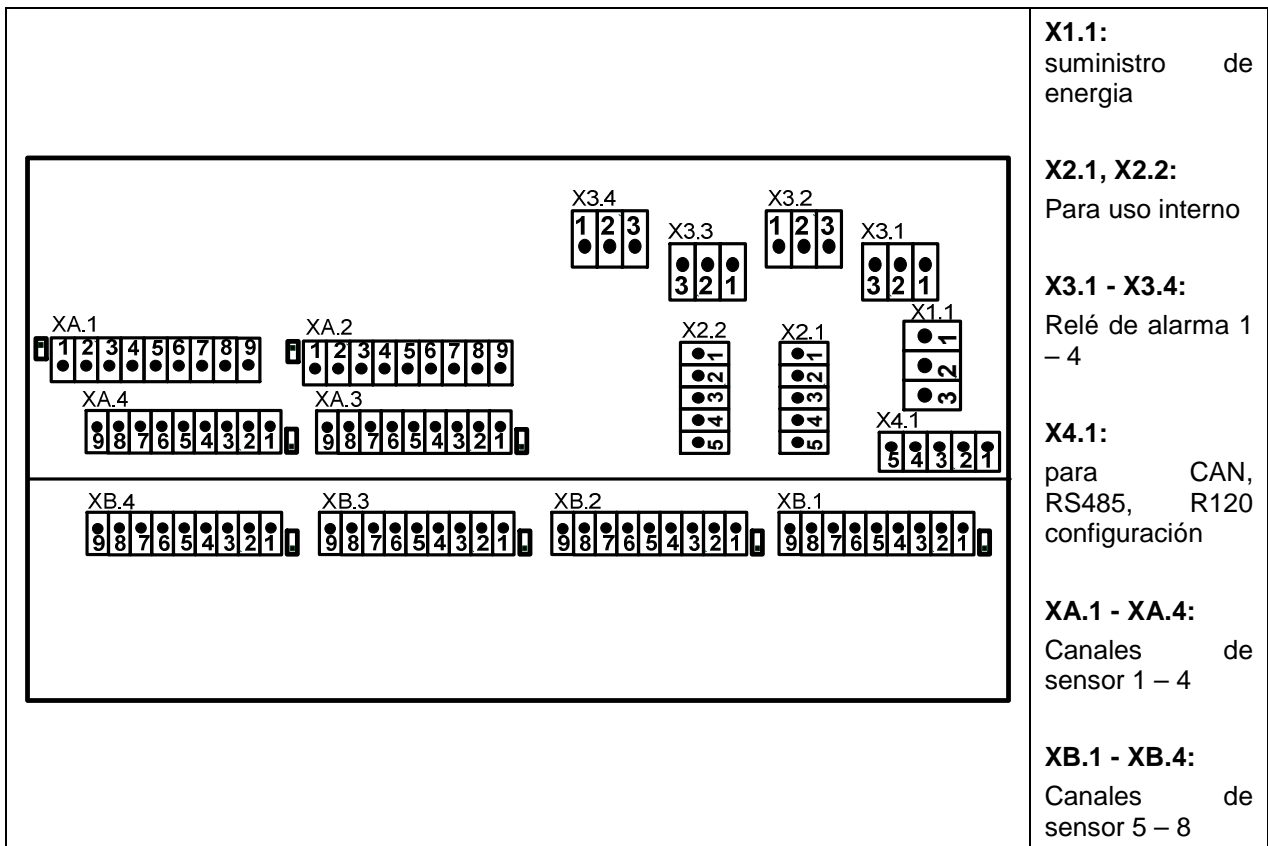 X3.4
X3.2
1 2 3
1 2 3
X3.3
X3.1
3 2 1
3 2 1
XA.1
XA.2
X2.2
X2.1
X1.1
1 2 3 4 5 6 7 8 9
1 2 3 4 5 6 7 8 9
1
2
3
4
5
1
2
3
4
5
1
2
3
XA.4
XA.3
X4.1
9 8 7 6 5 4 3 2 1
9 8 7 6 5 4 3 2 1
5 4 3 2 1
XB.4
XB.3
XB.2
XB.1
9 8 7 6 5 4 3 2 1
9 8 7 6 5 4 3 2 1
9 8 7 6 5 4 3 2 1
9 8 7 6 5 4 3 2 1
X1.1:
suministro de
energia
X2.1, X2.2:
Para uso interno
X3.1 - X3.4:
Relé de alarma 1
– 4
X4.1:
para CAN,
RS485, R120
configuración
XA.1 - XA.4:
Canales de
sensor 1 – 4
XB.1 - XB.4:
Canales de
sensor 5 – 8